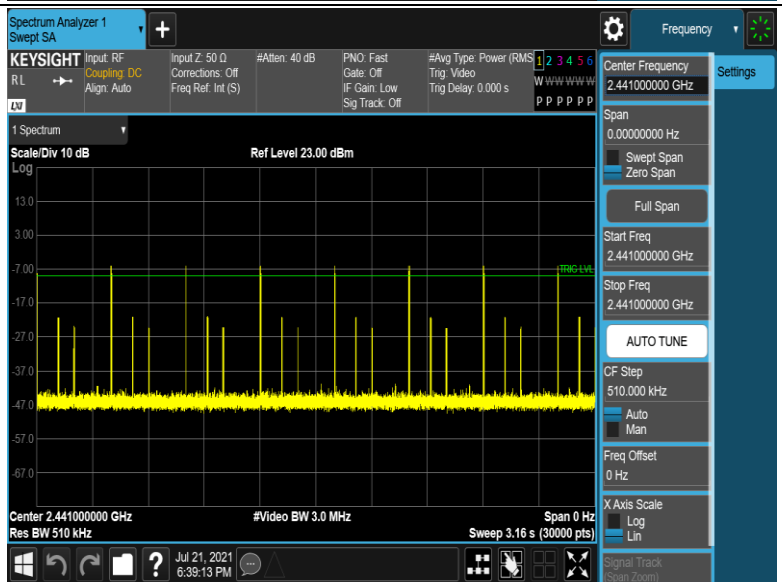 Spectrum Analyzer 1
Swept SA
Frequency
KEYSIGHT
RL
LXI
Input: RF
Coupling: DC
Align: Auto
Input Z: 50 Ω
Corrections: Off
Freq Ref: Int (S)
#Atten: 40 dB
PNO: Fast
Gate: Off
IF Gain: Low
Sig Track: Off
#Avg Type: Power (RMS
Trig: Video
Trig Delay: 0.000 s
1 2 3 4 5 6
W W W W W W
P P P P P P
1 Spectrum
Scale/Div 10 dB
Ref Level 23.00 dBm
Log
13.0
3.00
-7.00
-17.0
-27.0
-37.0
-47.0
-57.0
-67.0
TRIG LVL
Center 2.441000000 GHz
#Video BW 3.0 MHz
Span 0 Hz
Res BW 510 kHz
Sweep 3.16 s (30000 pts)
Center Frequency
2.441000000 GHz
Settings
Span
0.00000000 Hz
Swept Span
Zero Span
Full Span
Start Freq
2.441000000 GHz
Stop Freq
2.441000000 GHz
AUTO TUNE
CF Step
510.000 kHz
Auto
Man
Freq Offset
0 Hz
X Axis Scale
Log
Lin
Signal Track
(Span Zoom)
?
Jul 21, 2021
6:39:13 PM